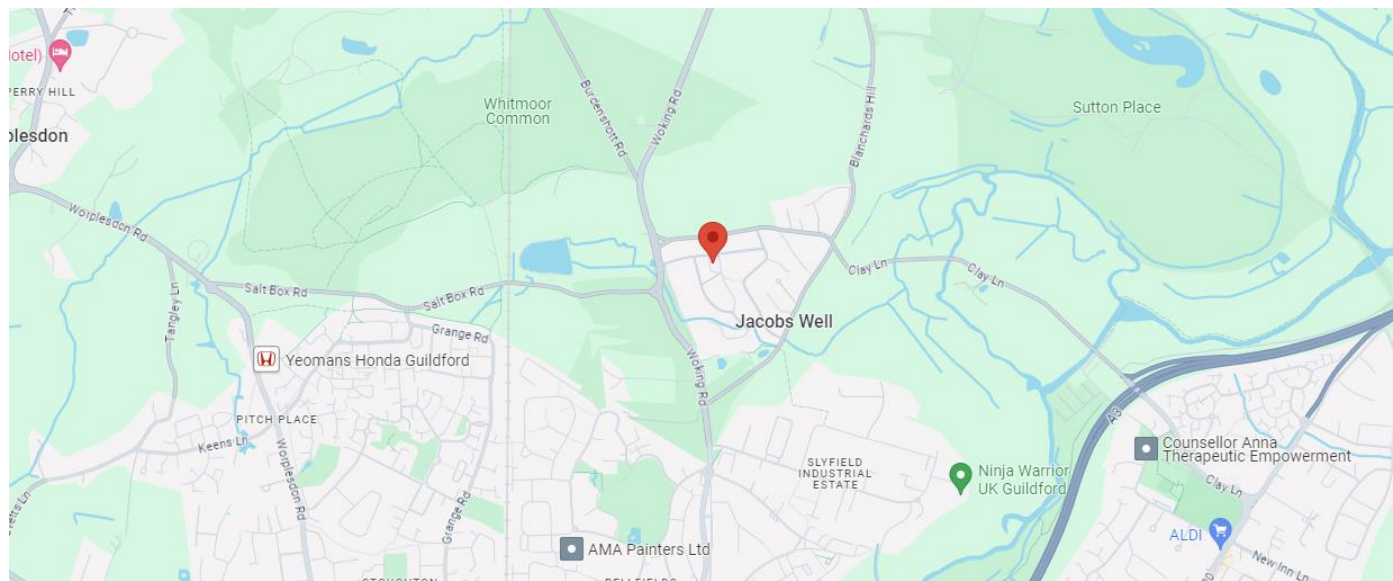 otel)
PERRY HILL
plesdon
Whitmoor
Common
Burdenshott Rd
Woking Rd
Blanchards Hill
Sutton Place
Worplesdon Rd
Tangley Ln
Salt Box Rd
Salt Box Rd
Grange Rd
Clay Ln
Clay Ln
Jacobs Well
Yeomans Honda Guildford
Woking Rd
A3
PITCH PLACE
Keens Ln
Worplesdon Rd
Grange Rd
SLYFIELD
INDUSTRIAL
ESTATE
Ninja Warrior
UK Guildford
Counsellor Anna
Therapeutic Empowerment
Clay Ln
ALDI
New Inn Ln
AMA Painters Ltd
STOUGHTON
BELLFIELDS